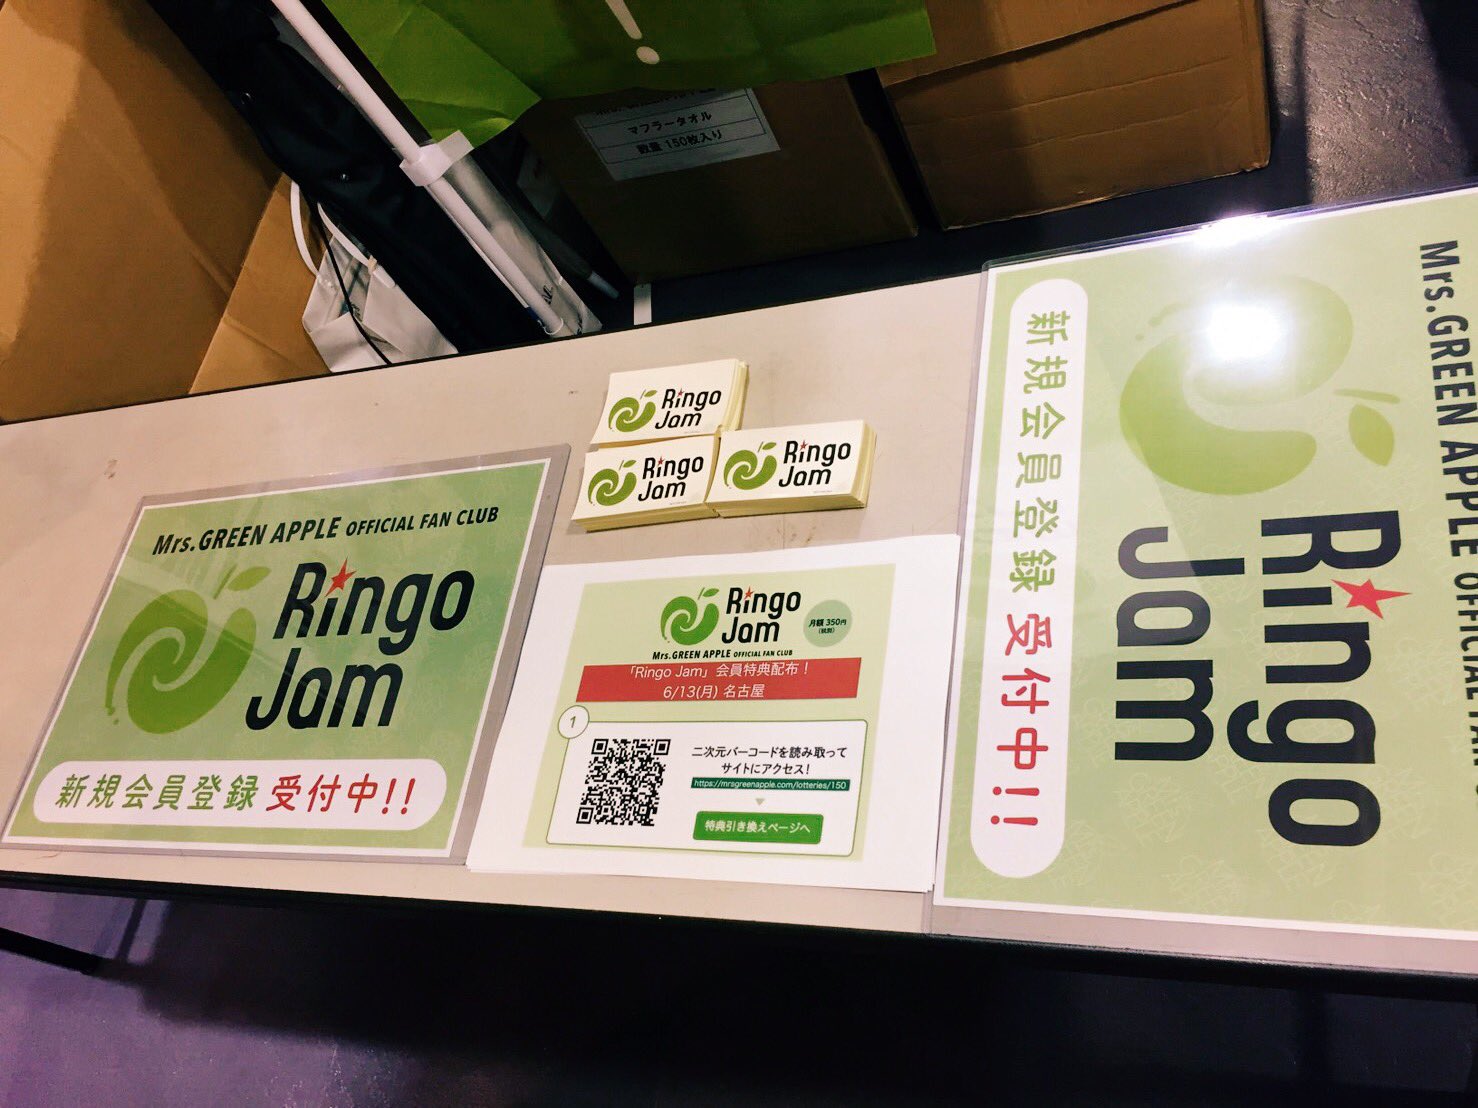 マフラータオル
数量 150枚入り
Ringo
Jam
Ringo
Jam
Ringo
Jam
Mrs.GREEN APPLE OFFICIAL FAN CLUB
Ringo
Jam
新規会員登録 受付中!!
Ringo
Jam
月額 350円
(税別)
Mrs.GREEN APPLE OFFICIAL FAN CLUB
「Ringo Jam」会員特典配布！
6/13(月) 名古屋
1
二次元バーコードを読み取って
サイトにアクセス！
https://mrsgreenapple.com/lotteries/150
特典引き換えページへ
Mrs.GREEN APPLE OFFICIAL
Ringo
Jam
新規会員登録 受付中!!